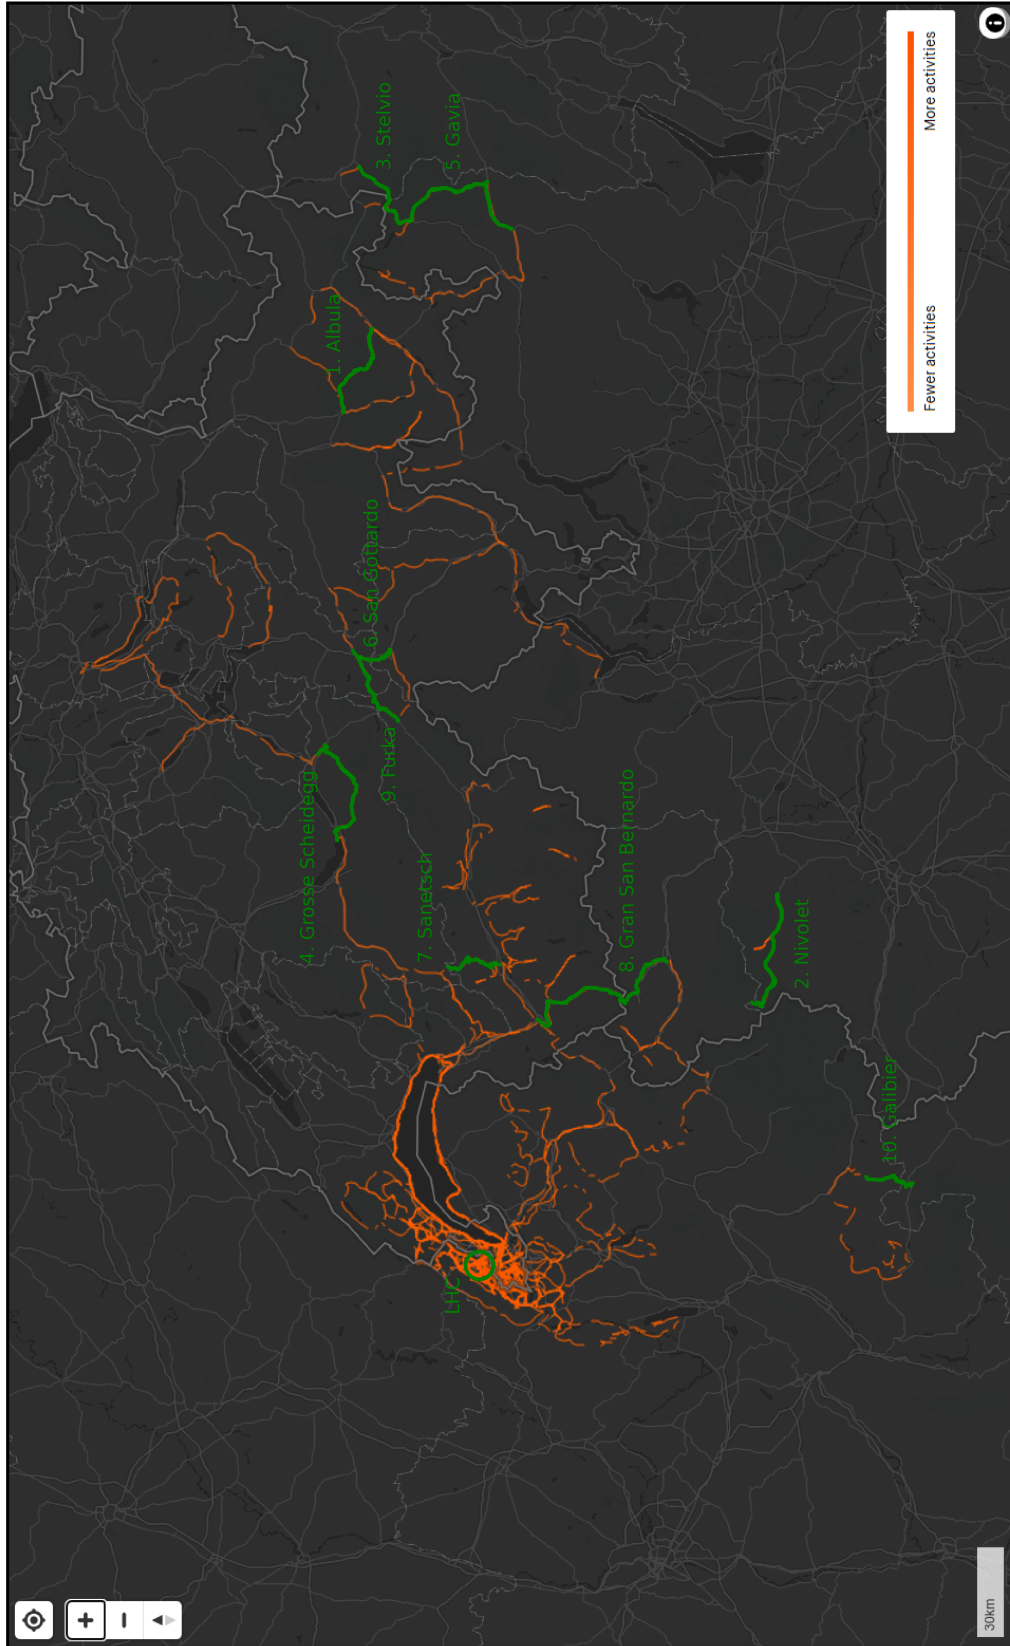 LHC
1. Albula
2. Nivolet
3. Stelvio
4. Grosse Scheidegg
5. Gavia
6. San Gottardo
7. Sanetsch
8. Gran San Bernardo
9. Furka
10. Galibier
Fewer activities
More activities
30km